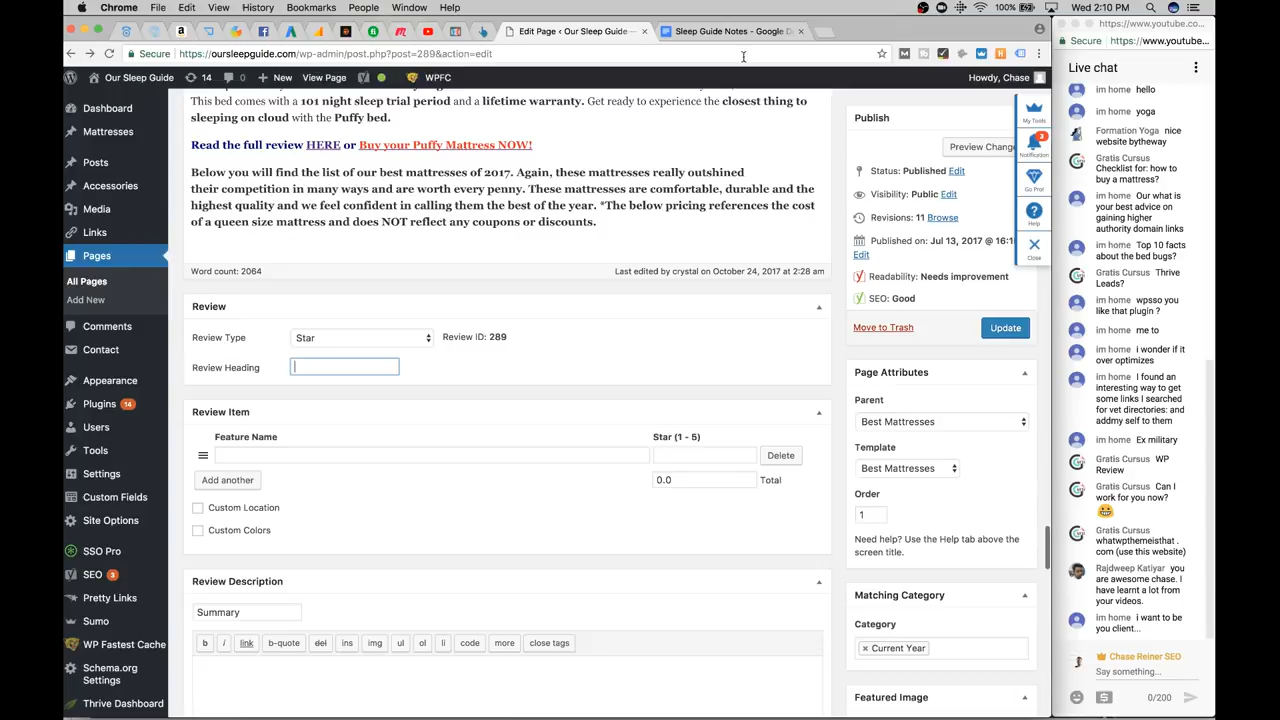 Chrome File Edit View History Bookmarks People Window Help 100% Wed 2:10 PM
Edit Page ‹ Our Sleep Guide — × Sleep Guide Notes - Google D ×
Secure https://oursleepguide.com/wp-admin/post.php?post=289&action=edit
Our Sleep Guide 14 0 New View Page WPFC Howdy, Chase
Dashboard
Mattresses
Posts
Accessories
Media
Links
Pages
All Pages
Add New
Comments
Contact
Appearance
Plugins 14
Users
Tools
Settings
Custom Fields
Site Options
SSO Pro
SEO 3
Pretty Links
Sumo
WP Fastest Cache
Schema.org
Settings
Thrive Dashboard
This bed comes with a 101 night sleep trial period and a lifetime warranty. Get ready to experience the closest thing to
sleeping on cloud with the Puffy bed.
Read the full review HERE or Buy your Puffy Mattress NOW!
Below you will find the list of our best mattresses of 2017. Again, these mattresses really outshined
their competition in many ways and are worth every penny. These mattresses are comfortable, durable and the
highest quality and we feel confident in calling them the best of the year. *The below pricing references the cost
of a queen size mattress and does NOT reflect any coupons or discounts.
Word count: 2064 Last edited by crystal on October 24, 2017 at 2:28 am
Review
Review Type Star Review ID: 289
Review Heading
Review Item
Feature Name Star (1 - 5)
Delete
Add another 0.0 Total
Custom Location
Custom Colors
Review Description
Summary
b i link b-quote del ins img ul ol li code more close tags
Publish
Preview Chang
Status: Published Edit
Visibility: Public Edit
Revisions: 11 Browse
Published on: Jul 13, 2017 @ 16:1
Edit
Readability: Needs improvement
SEO: Good
Move to Trash Update
Page Attributes
Parent
Best Mattresses
Template
Best Mattresses
Order
1
Need help? Use the Help tab above the
screen title.
Matching Category
Category
× Current Year
Featured Image
My Tools
3
Notification
Go Pro!
Help
Close
https://www.youtube.co...
Secure https://www.youtube...
Live chat
im home hello
im home yoga
Formation Yoga nice
website bytheway
Gratis Cursus
Checklist for: how to
buy a mattress?
im home Our what is
your best advice on
gaining higher
authority domain links
im home Top 10 facts
about the bed bugs?
Gratis Cursus Thrive
Leads?
im home wpsso you
like that plugin ?
im home me to
im home i wonder if it
over optimizes
im home I found an
interesting way to get
some links I searched
for vet directories: and
addmy self to them
im home Ex military
Gratis Cursus WP
Review
Gratis Cursus Can I
work for you now?
Gratis Cursus
whatwpthemeisthat .
com (use this website)
Rajdweep Katiyar you
are awesome chase. I
have learnt a lot from
your videos.
im home i want to be
you client...
Chase Reiner SEO
Say something...
0/200